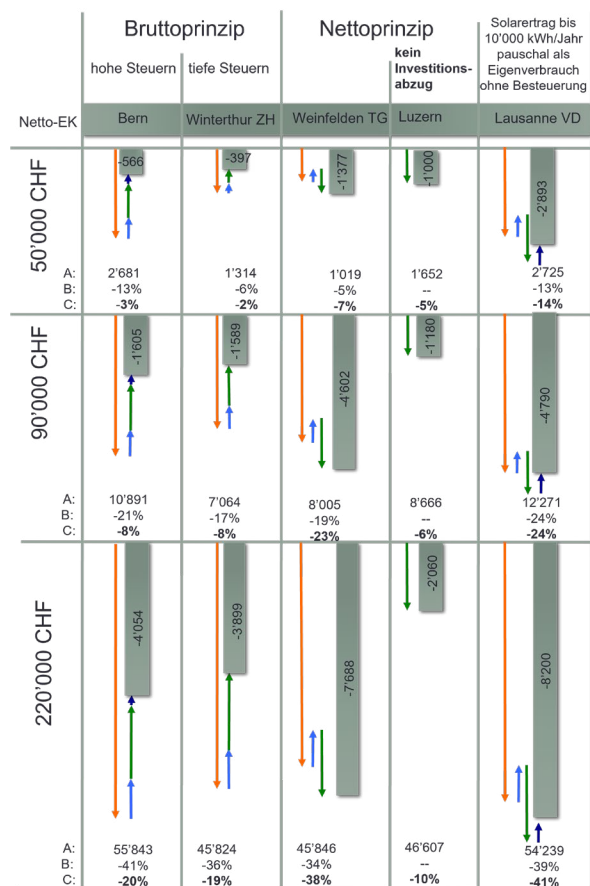 Bruttoprinzip
Nettoprinzip
Solarertrag bis
10'000 kWh/Jahr
pauschal als
Eigenverbrauch
ohne Besteuerung
hohe Steuern
tiefe Steuern
kein
Investitions-
abzug
Netto-EK
Bern
Winterthur ZH
Weinfelden TG
Luzern
Lausanne VD
50'000 CHF
-566
-397
-1'377
-1'000
-2'893
A: 2'681 1'314 1'019 1'652 2'725
B: -13% -6% -5% -- -13%
C: -3% -2% -7% -5% -14%
90'000 CHF
-1'605
-1'589
-4'602
-1'180
-4'790
A: 10'891 7'064 8'005 8'666 12'271
B: -21% -17% -19% -- -24%
C: -8% -8% -23% -6% -24%
220'000 CHF
-4'054
-3'899
-7'688
-2'060
-8'200
A: 55'843 45'824 45'846 46'607 54'239
B: -41% -36% -34% -- -39%
C: -20% -19% -38% -10% -41%